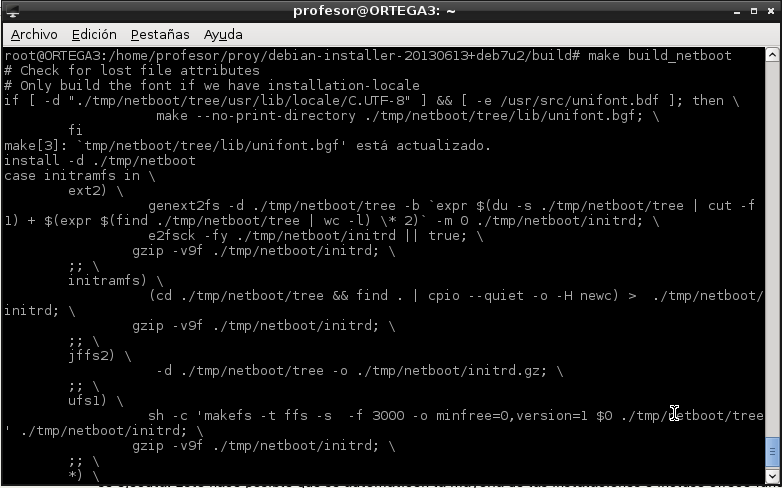 profesor@ORTEGA3: ~
Archivo Edición Pestañas Ayuda
root@ORTEGA3:/home/profesor/proy/debian-installer-20130613+deb7u2/build# make build_netboot
# Check for lost file attributes
# Only build the font if we have installation-locale
if [ -d "./tmp/netboot/tree/usr/lib/locale/C.UTF-8" ] && [ -e /usr/src/unifont.bdf ]; then \
make --no-print-directory ./tmp/netboot/tree/lib/unifont.bgf; \
fi
make[3]: `tmp/netboot/tree/lib/unifont.bgf' está actualizado.
install -d ./tmp/netboot
case initramfs in \
ext2) \
genext2fs -d ./tmp/netboot/tree -b `expr $(du -s ./tmp/netboot/tree | cut -f
1) + $(expr $(find ./tmp/netboot/tree | wc -l) \* 2)` -m 0 ./tmp/netboot/initrd; \
e2fsck -fy ./tmp/netboot/initrd || true; \
gzip -v9f ./tmp/netboot/initrd; \
;; \
initramfs) \
(cd ./tmp/netboot/tree && find . | cpio --quiet -o -H newc) > ./tmp/netboot/
initrd; \
gzip -v9f ./tmp/netboot/initrd; \
;; \
jffs2) \
-d ./tmp/netboot/tree -o ./tmp/netboot/initrd.gz; \
;; \
ufs1) \
sh -c 'makefs -t ffs -s -f 3000 -o minfree=0,version=1 $0 ./tmp/netboot/tree
' ./tmp/netboot/initrd; \
gzip -v9f ./tmp/netboot/initrd; \
;; \
*) \